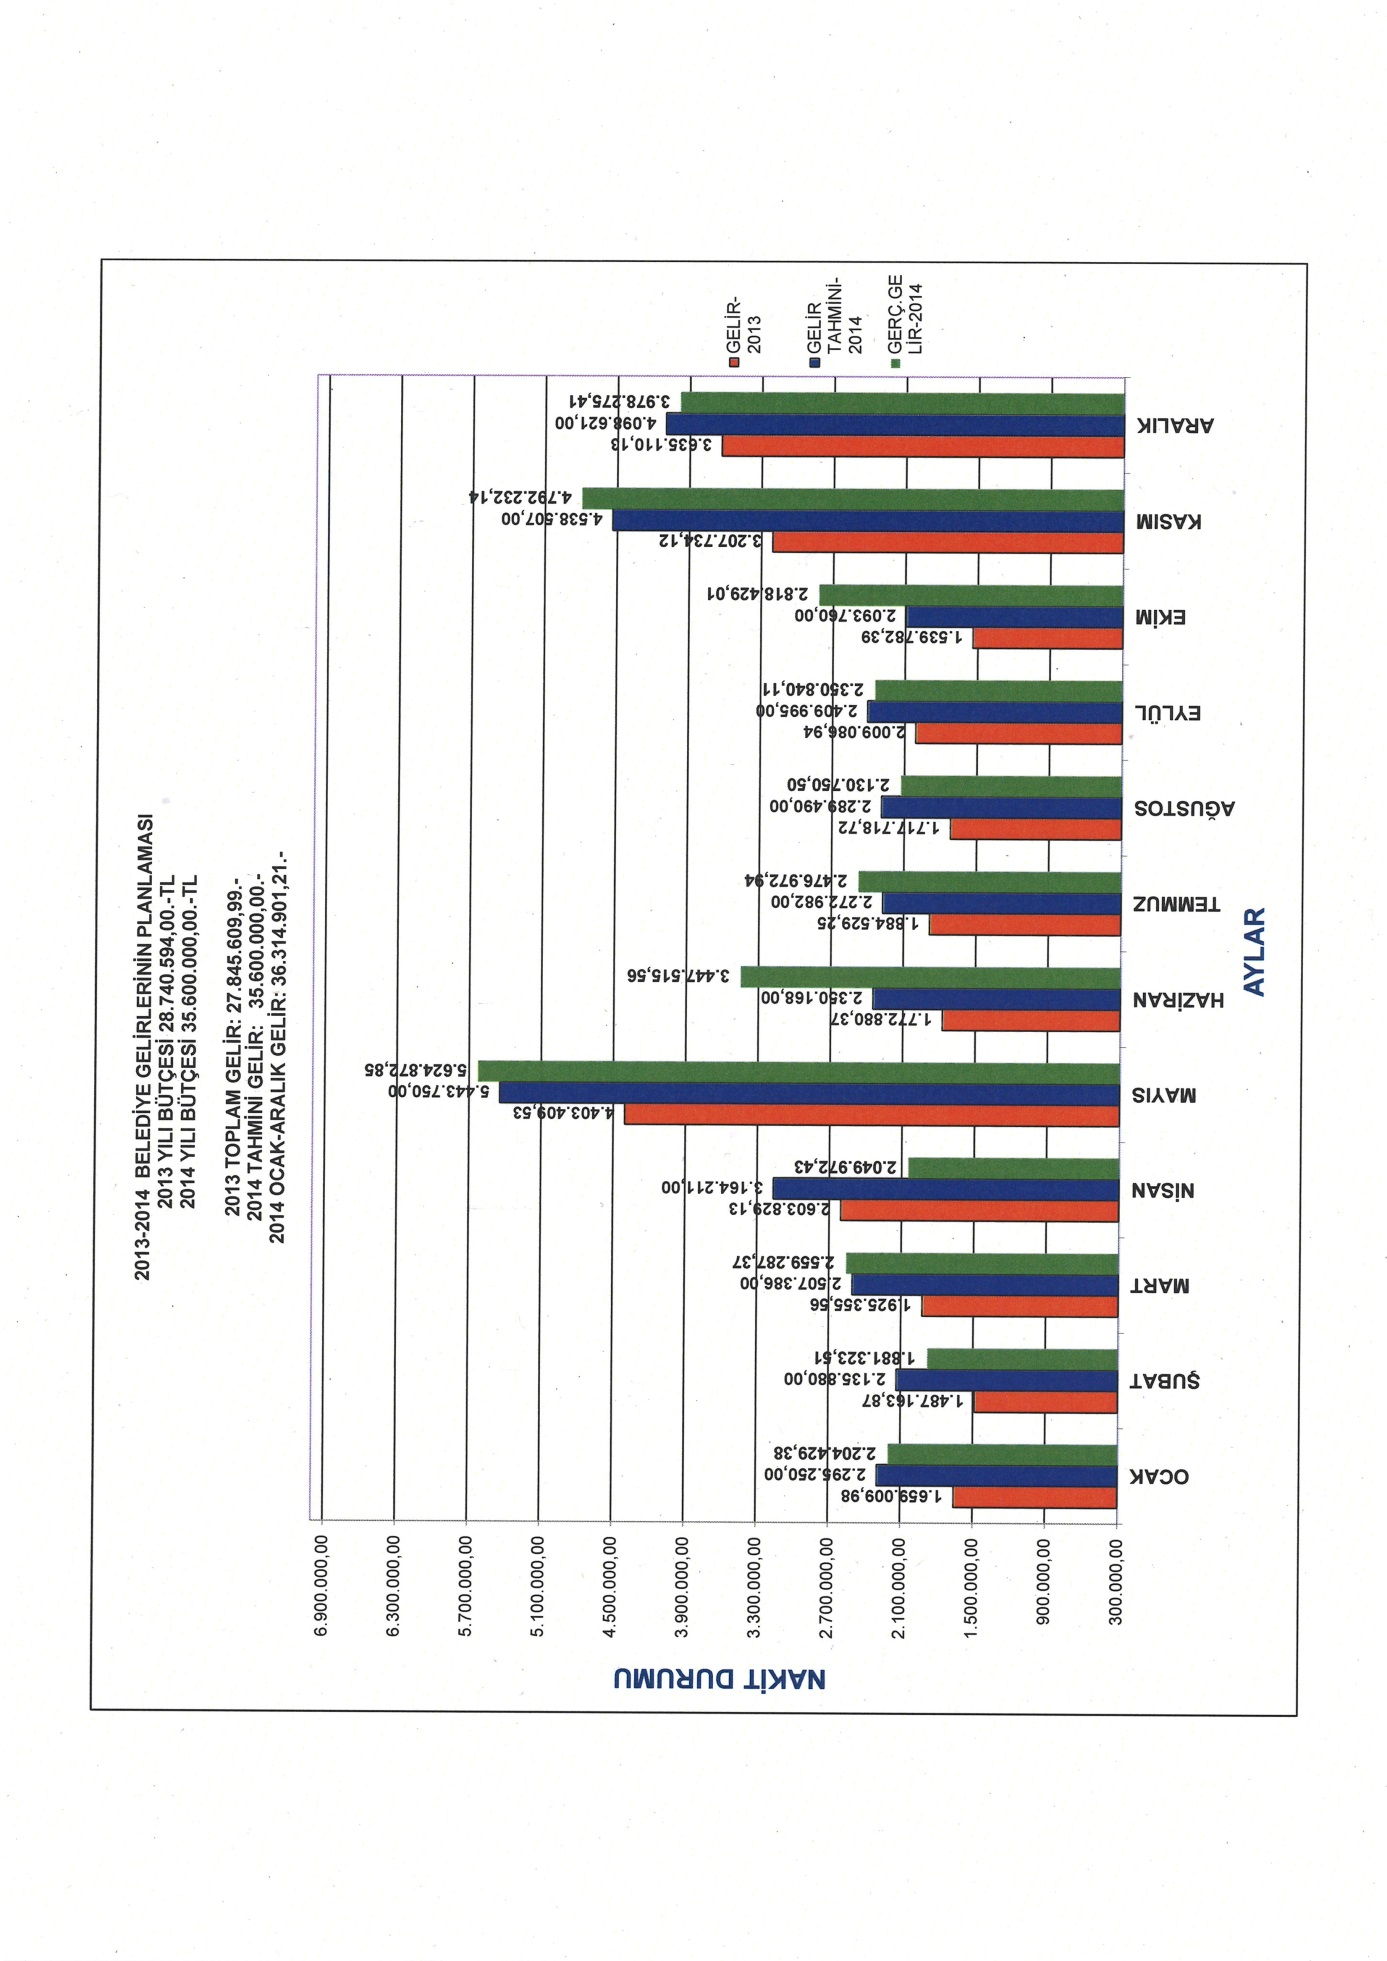 2013-2014 BELEDİYE GELİRLERİNİN PLANLAMASI
2013 YILI BÜTÇESİ 28.740.594,00.-TL
2014 YILI BÜTÇESİ 35.600.000,00.-TL
2013 TOPLAM GELİR: 27.845.609,99.-
2014 TAHMİNİ GELİR: 35.600.000,00.-
2014 OCAK-ARALIK GELİR: 36.314.901,21.-
NAKİT DURUMU
6.900.000,00
6.300.000,00
5.700.000,00
5.100.000,00
4.500.000,00
3.900.000,00
3.300.000,00
2.700.000,00
2.100.000,00
1.500.000,00
900.000,00
300.000,00
1.659.009,98
2.295.250,00
2.204.429,38
1.487.163,87
2.135.880,00
1.881.323,51
1.925.355,56
2.507.386,00
2.559.287,37
2.603.829,13
3.164.211,00
2.049.972,43
4.403.409,53
5.443.750,00
5.624.872,85
1.772.880,37
2.350.168,00
3.447.515,56
1.884.529,25
2.272.982,00
2.476.972,94
1.717.718,72
2.289.490,00
2.130.750,50
2.009.086,94
2.409.995,00
2.350.840,11
1.539.782,39
2.093.760,00
2.818.429,01
3.207.734,12
4.538.507,00
4.792.232,14
3.635.110,13
4.098.621,00
3.978.275,41
OCAK
ŞUBAT
MART
NİSAN
MAYIS
HAZİRAN
TEMMUZ
AĞUSTOS
EYLÜL
EKİM
KASIM
ARALIK
AYLAR
GELİR-
2013
GELİR
TAHMİNİ-
2014
GERÇ.GE
LİR-2014